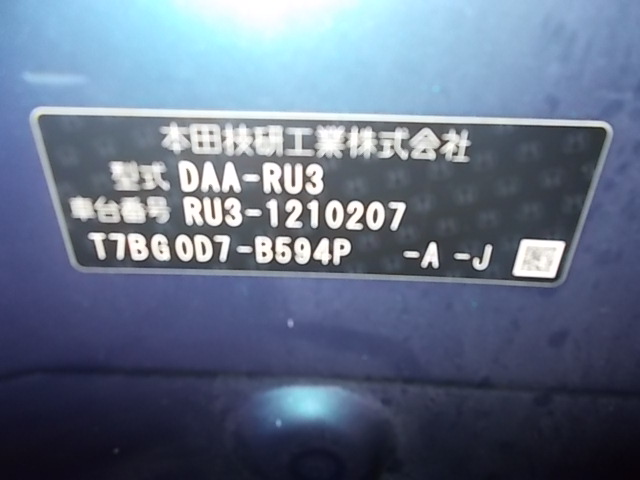 本田技研工業株式会社
型式 DAA-RU3
車台番号 RU3-1210207
T7BG0D7-B594P -A -J